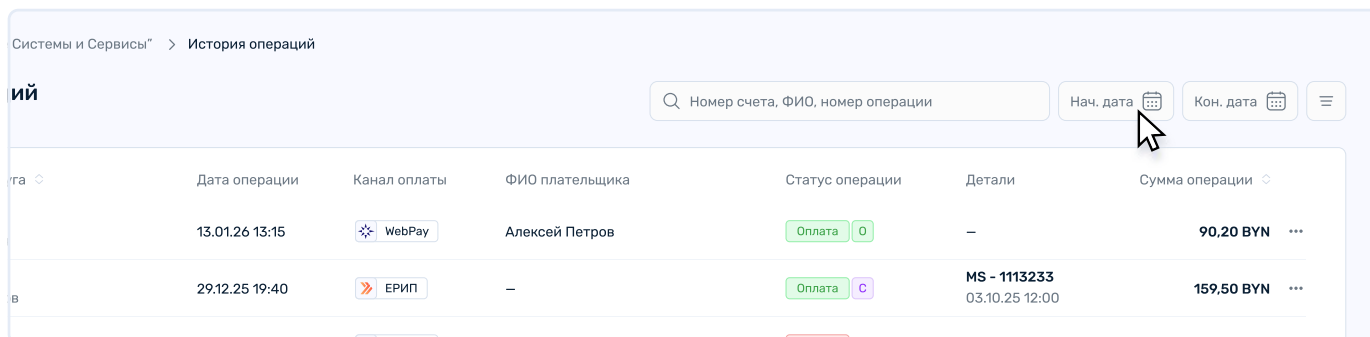 Системы и Сервисы” > История операций
ий
Номер счета, ФИО, номер операции Нач. дата Кон. дата
уга Дата операции Канал оплаты ФИО плательщика Статус операции Детали Сумма операции
13.01.26 13:15 WebPay Алексей Петров Оплата О – 90,20 BYN
29.12.25 19:40 ЕРИП – Оплата С MS - 1113233 159,50 BYN
ов 03.10.25 12:00